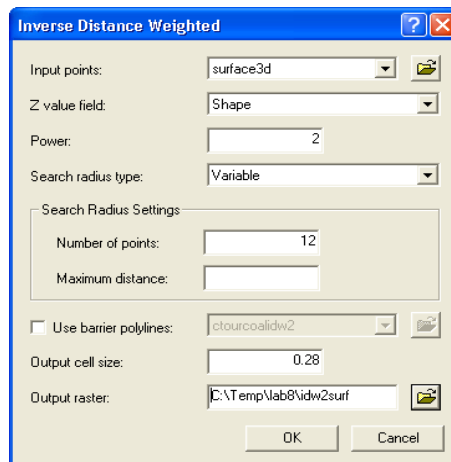 Inverse Distance Weighted
Input points: surface3d
Z value field: Shape
Power: 2
Search radius type: Variable
Search Radius Settings
Number of points: 12
Maximum distance:
Use barrier polylines: ctourcoalidw2
Output cell size: 0.28
Output raster: C:\Temp\lab8\idw2surf
OK Cancel